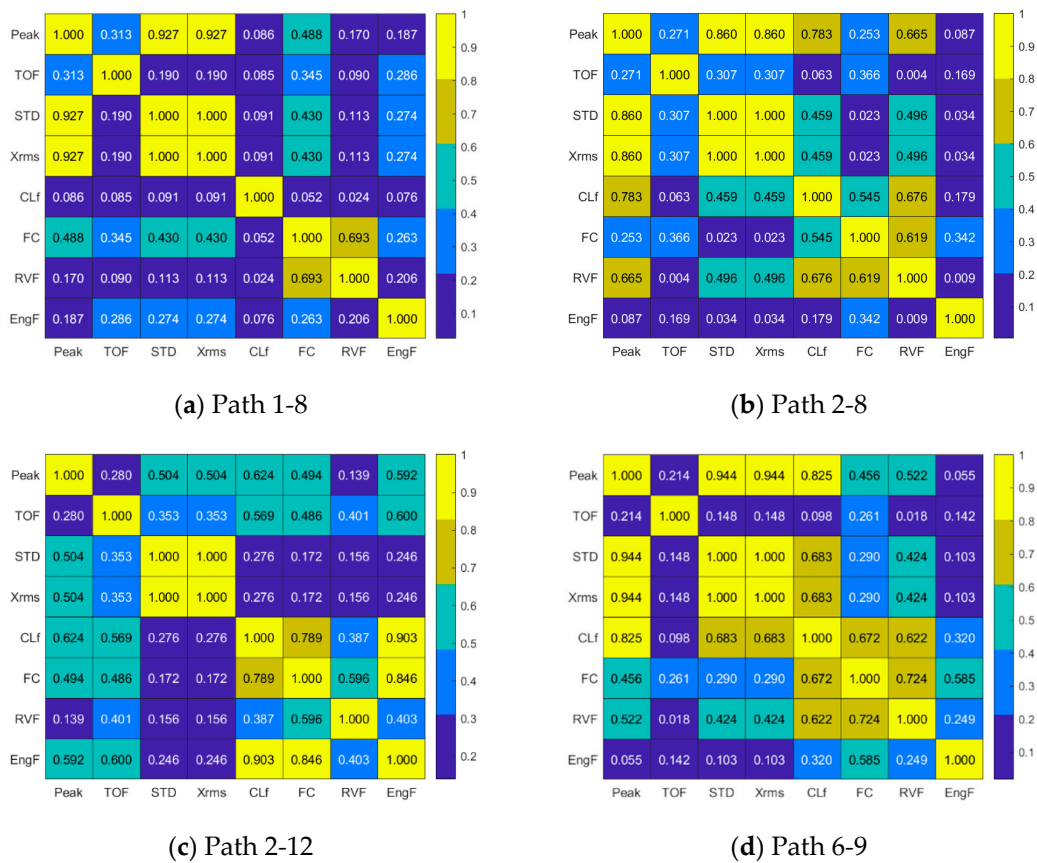 Peak 1.000 0.313 0.927 0.927 0.086 0.488 0.170 0.187
TOF 0.313 1.000 0.190 0.190 0.085 0.345 0.090 0.286
STD 0.927 0.190 1.000 1.000 0.091 0.430 0.113 0.274
Xrms 0.927 0.190 1.000 1.000 0.091 0.430 0.113 0.274
CLf 0.086 0.085 0.091 0.091 1.000 0.052 0.024 0.076
FC 0.488 0.345 0.430 0.430 0.052 1.000 0.693 0.263
RVF 0.170 0.090 0.113 0.113 0.024 0.693 1.000 0.206
EngF 0.187 0.286 0.274 0.274 0.076 0.263 0.206 1.000
Peak TOF STD Xrms CLf FC RVF EngF
1
0.9
0.8
0.7
0.6
0.5
0.4
0.3
0.2
0.1
(a) Path 1-8
Peak 1.000 0.271 0.860 0.860 0.783 0.253 0.665 0.087
TOF 0.271 1.000 0.307 0.307 0.063 0.366 0.004 0.169
STD 0.860 0.307 1.000 1.000 0.459 0.023 0.496 0.034
Xrms 0.860 0.307 1.000 1.000 0.459 0.023 0.496 0.034
CLf 0.783 0.063 0.459 0.459 1.000 0.545 0.676 0.179
FC 0.253 0.366 0.023 0.023 0.545 1.000 0.619 0.342
RVF 0.665 0.004 0.496 0.496 0.676 0.619 1.000 0.009
EngF 0.087 0.169 0.034 0.034 0.179 0.342 0.009 1.000
Peak TOF STD Xrms CLf FC RVF EngF
1
0.9
0.8
0.7
0.6
0.5
0.4
0.3
0.2
0.1
(b) Path 2-8
Peak 1.000 0.280 0.504 0.504 0.624 0.494 0.139 0.592
TOF 0.280 1.000 0.353 0.353 0.569 0.486 0.401 0.600
STD 0.504 0.353 1.000 1.000 0.276 0.172 0.156 0.246
Xrms 0.504 0.353 1.000 1.000 0.276 0.172 0.156 0.246
CLf 0.624 0.569 0.276 0.276 1.000 0.789 0.387 0.903
FC 0.494 0.486 0.172 0.172 0.789 1.000 0.596 0.846
RVF 0.139 0.401 0.156 0.156 0.387 0.596 1.000 0.403
EngF 0.592 0.600 0.246 0.246 0.903 0.846 0.403 1.000
Peak TOF STD Xrms CLf FC RVF EngF
1
0.9
0.8
0.7
0.6
0.5
0.4
0.3
0.2
(c) Path 2-12
Peak 1.000 0.214 0.944 0.944 0.825 0.456 0.522 0.055
TOF 0.214 1.000 0.148 0.148 0.098 0.261 0.018 0.142
STD 0.944 0.148 1.000 1.000 0.683 0.290 0.424 0.103
Xrms 0.944 0.148 1.000 1.000 0.683 0.290 0.424 0.103
CLf 0.825 0.098 0.683 0.683 1.000 0.672 0.622 0.320
FC 0.456 0.261 0.290 0.290 0.672 1.000 0.724 0.585
RVF 0.522 0.018 0.424 0.424 0.622 0.724 1.000 0.249
EngF 0.055 0.142 0.103 0.103 0.320 0.585 0.249 1.000
Peak TOF STD Xrms CLf FC RVF EngF
1
0.9
0.8
0.7
0.6
0.5
0.4
0.3
0.2
0.1
(d) Path 6-9